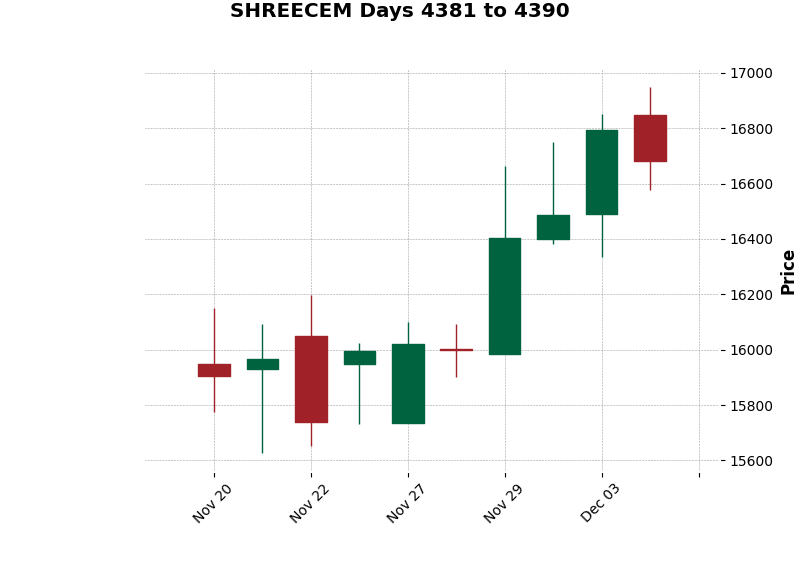 SHREECEM Days 4381 to 4390
17000
16800
16600
16400
16200
16000
15800
15600
Price
Nov 20
Nov 22
Nov 27
Nov 29
Dec 03